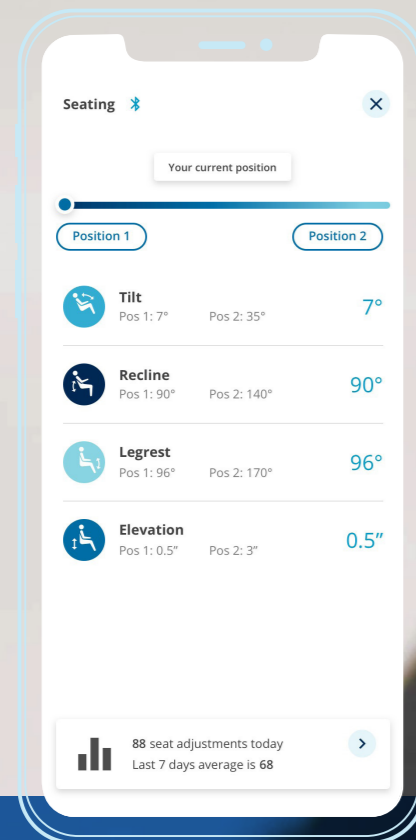 Seating
Your current position
Position 1 Position 2
Tilt
Pos 1: 7° Pos 2: 35°
7°
Recline
Pos 1: 90° Pos 2: 140°
90°
Legrest
Pos 1: 96° Pos 2: 170°
96°
Elevation
Pos 1: 0.5” Pos 2: 3”
0.5”
88 seat adjustments today
Last 7 days average is 68